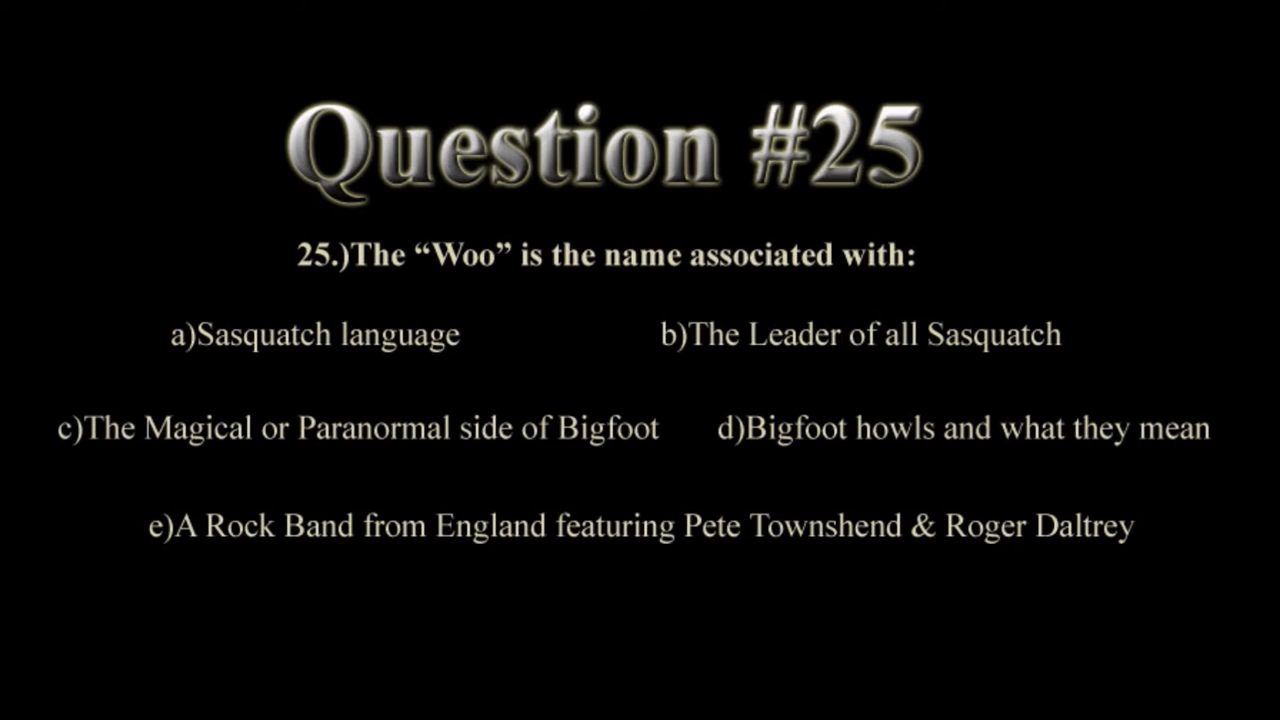 Question #25
25.)The “Woo” is the name associated with:
a)Sasquatch language b)The Leader of all Sasquatch
c)The Magical or Paranormal side of Bigfoot d)Bigfoot howls and what they mean
e)A Rock Band from England featuring Pete Townshend & Roger Daltrey